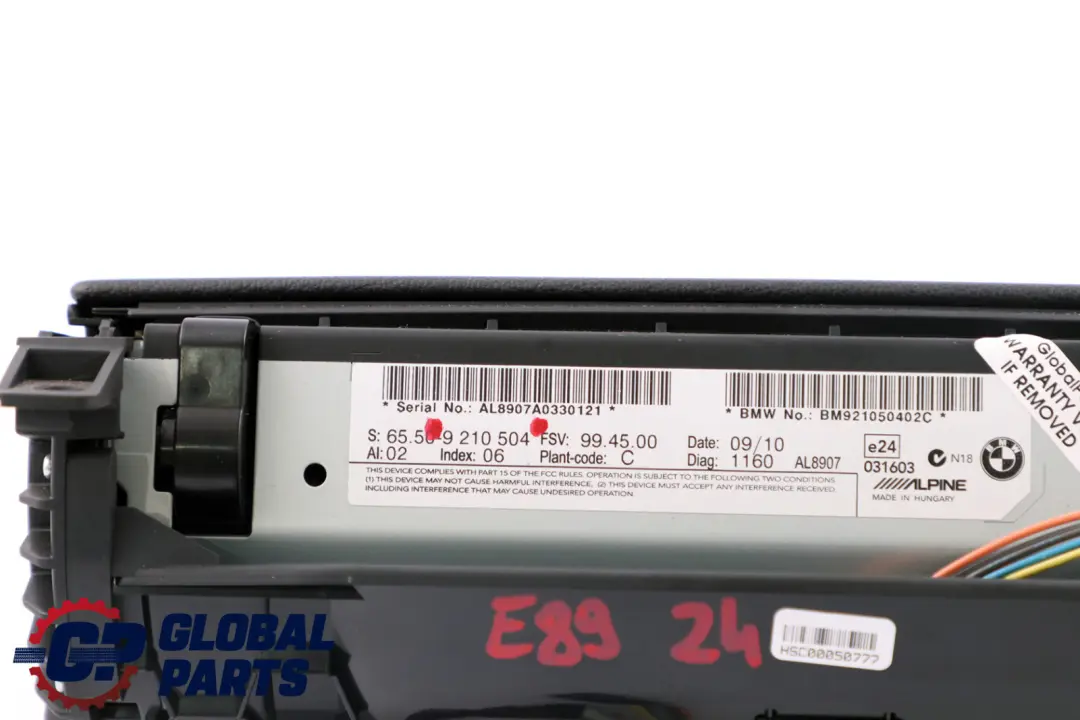 * Serial No.: AL8907A0330121 *
* BMW No.: BM921050402C *
S: 65.50-9 210 504 FSV: 99.45.00 Date: 09/10
AI: 02 Index: 06 Plant-code: C Diag: 1160 AL8907
THIS DEVICE COMPLIES WITH PART 15 OF THE FCC RULES. OPERATION IS SUBJECT TO THE FOLLOWING TWO CONDITIONS.
(1) THIS DEVICE MAY NOT CAUSE HARMFUL INTERFERENCE. (2) THIS DEVICE MUST ACCEPT ANY INTERFERENCE RECEIVED.
INCLUDING INTERFERENCE THAT MAY CAUSE UNDESIRED OPERATION.
e24
031603
N18
BMW
ALPINE
MADE IN HUNGARY
WARRANTY V
IF REMOVED
E89 24
HSC00050777
GP GLOBAL
PARTS